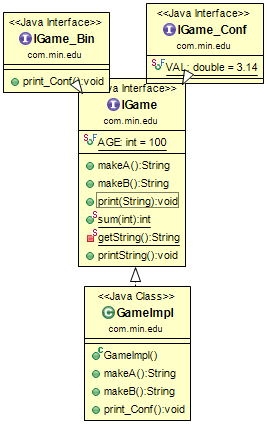 <<Java Interface>>
IGame_Bin
com.min.edu
print_Conf():void
<<Java Interface>>
IGame_Conf
com.min.edu
SF VAL: double = 3.14
Java Interface>>
IGame
com.min.edu
SF AGE: int = 100
makeA():String
makeB():String
print(String):void
S sum(int):int
S getString():String
printString():void
<<Java Class>>
C GameImpl
com.min.edu
C GameImpl()
makeA():String
makeB():String
print_Conf():void